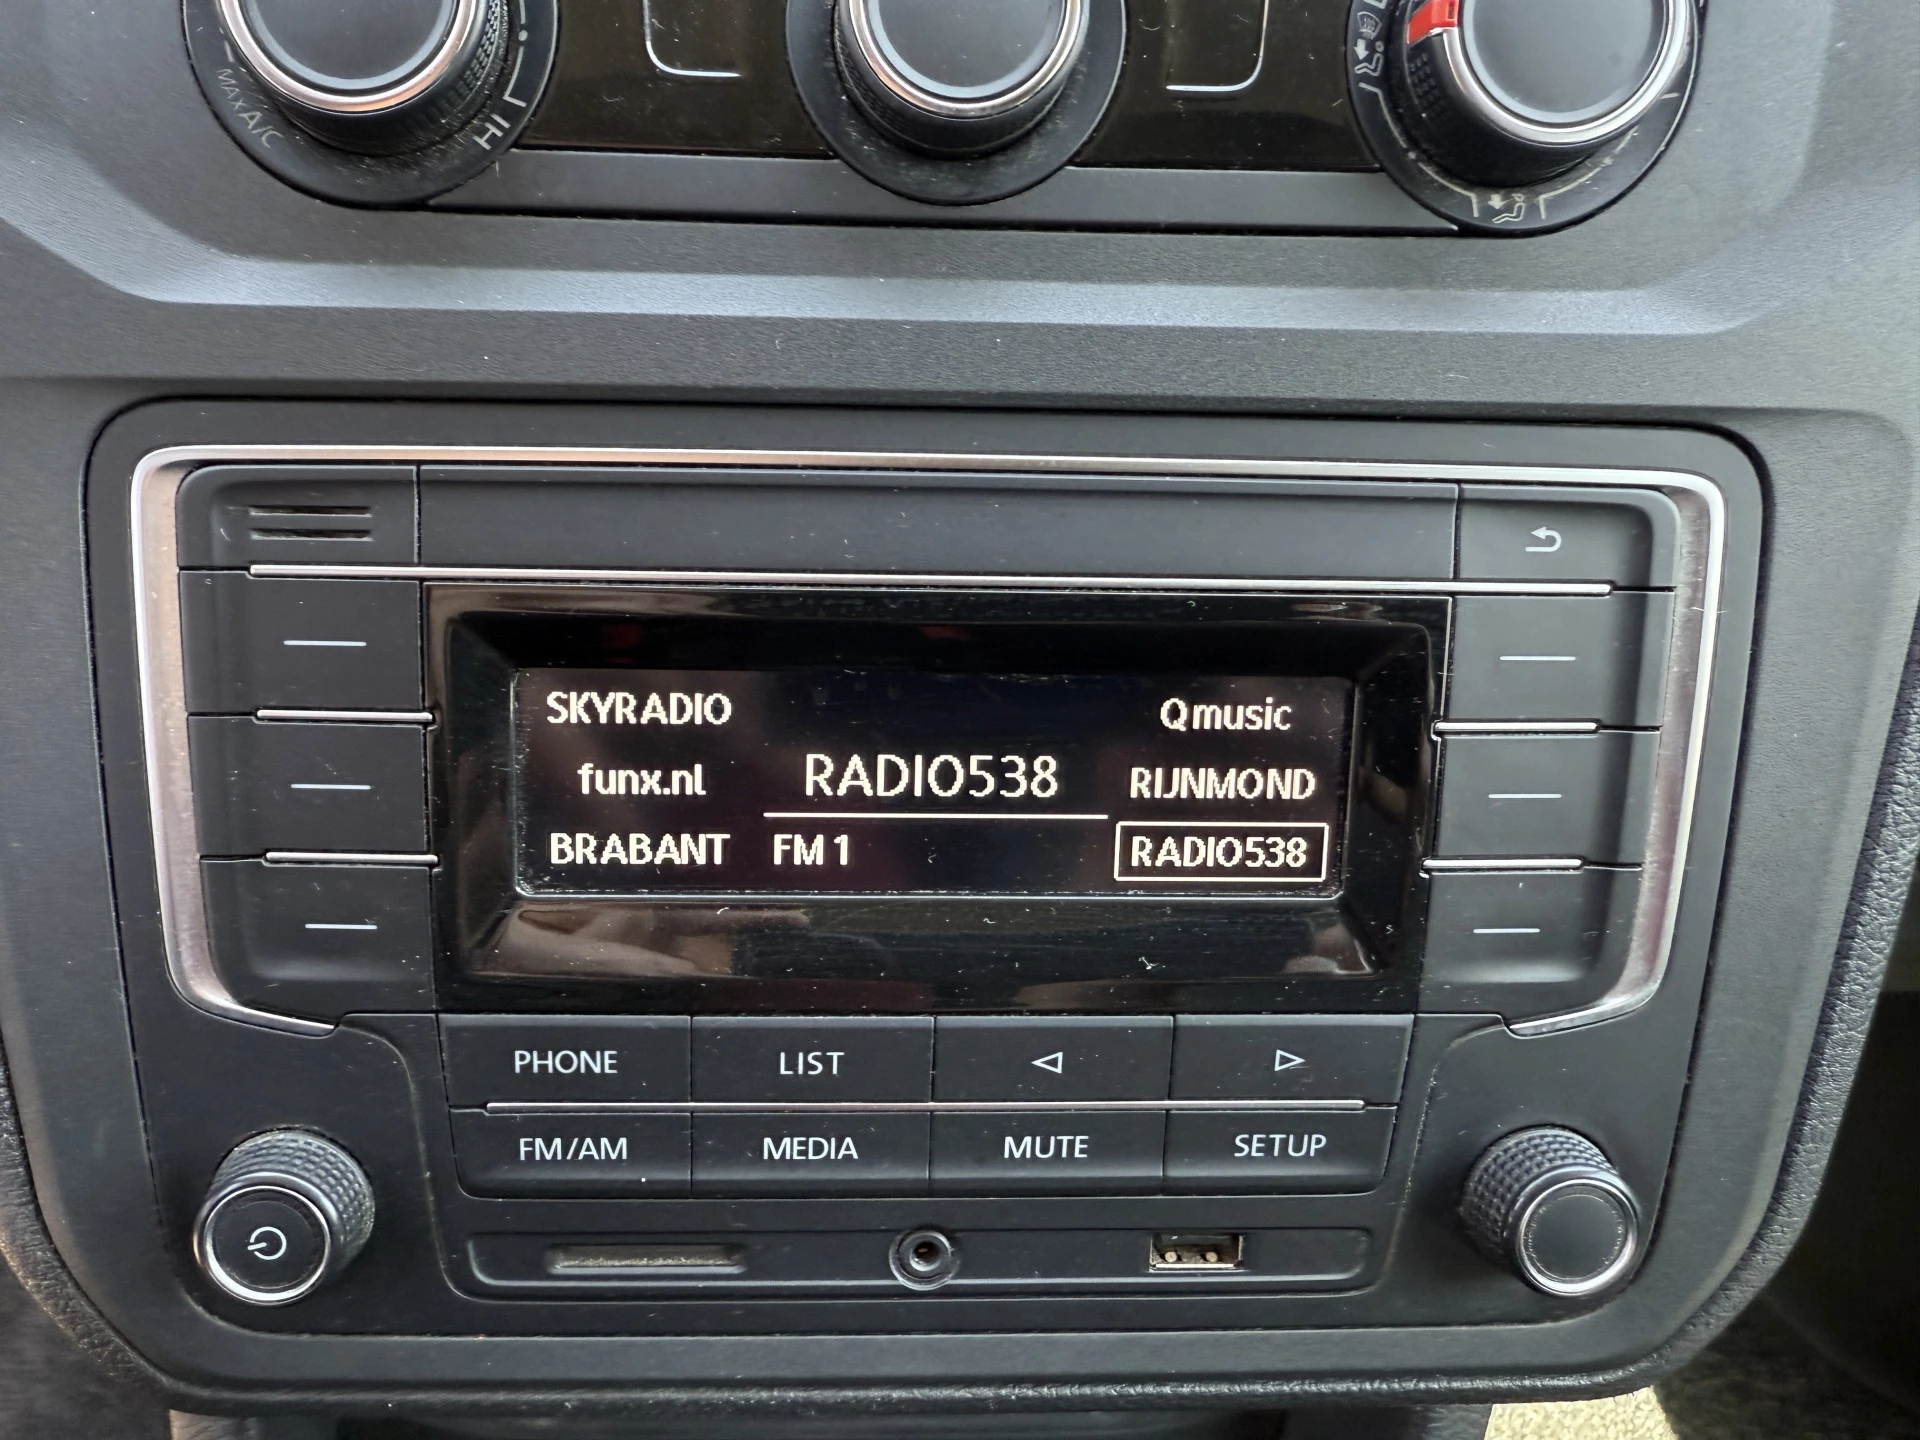 MAX A/C
HI
SKYRADIO
Qmusic
funx.nl
RADIO538
RIJNMOND
BRABANT
FM 1
RADIO538
PHONE
LIST
FM/AM
MEDIA
MUTE
SETUP